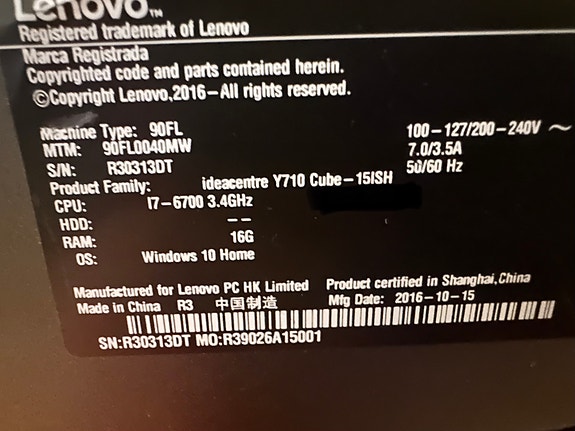 Lenovo™
Registered trademark of Lenovo
Marca Registrada
Copyrighted code and parts contained herein.
©Copyright Lenovo,2016–All rights reserved.
Machine Type: 90FL 100–127/200–240V ~
MTM: 90FL0040MW 7.0/3.5A
S/N: R30313DT 50/60 Hz
Product Family: ideacentre Y710 Cube–15ISH
CPU: I7–6700 3.4GHz
HDD: ––
RAM: 16G
OS: Windows 10 Home
Manufactured for Lenovo PC HK Limited Product certified in Shanghai,China
Made in China R3 中国制造 Mfg Date: 2016–10–15
SN:R30313DT MO:R39026A15001